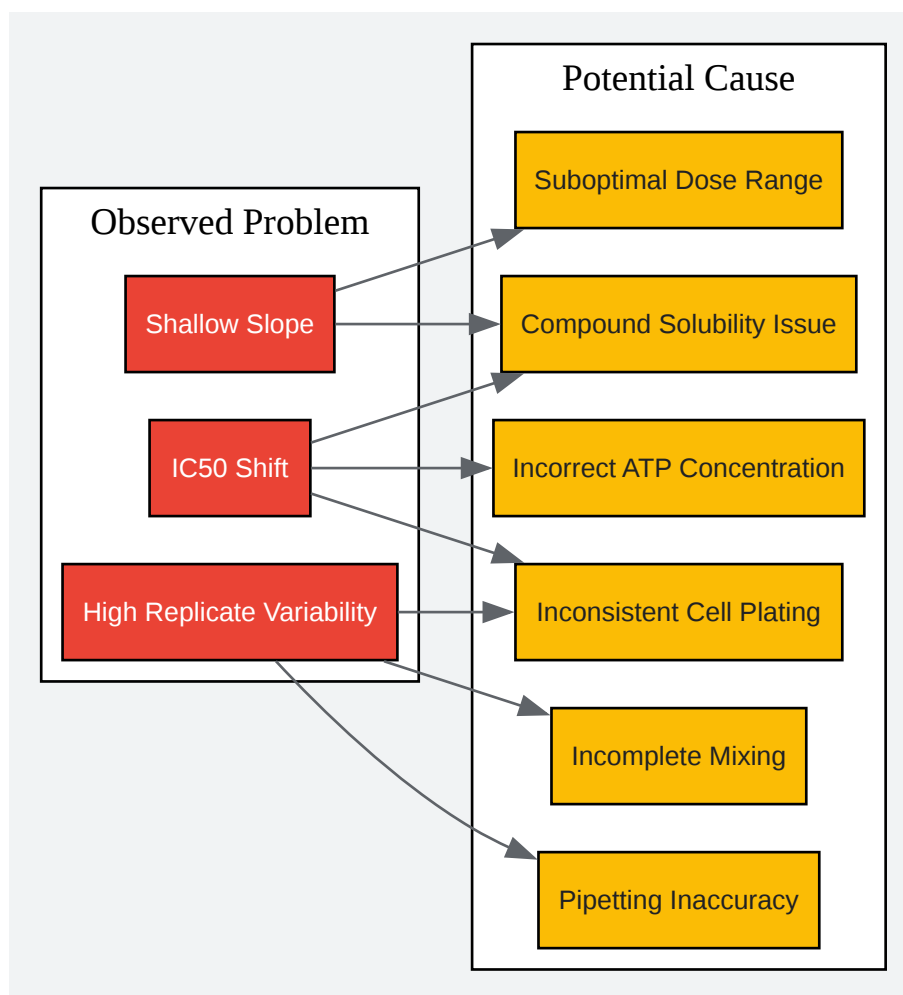 Observed Problem
Shallow Slope
IC50 Shift
High Replicate Variability
Potential Cause
Suboptimal Dose Range
Compound Solubility Issue
Incorrect ATP Concentration
Inconsistent Cell Plating
Incomplete Mixing
Pipetting Inaccuracy